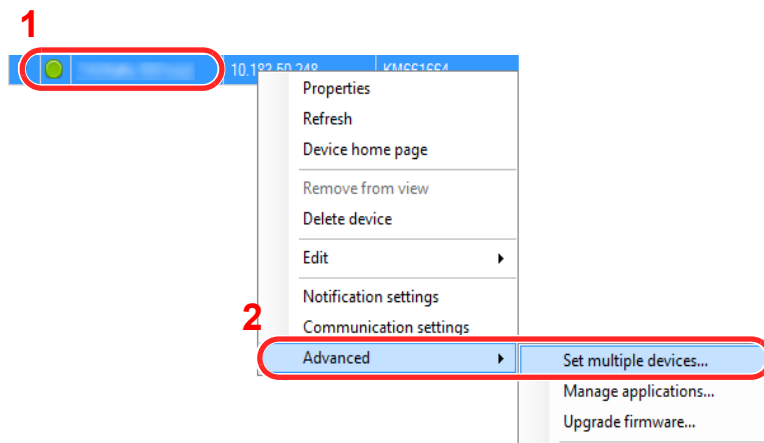 1
10.183.50.248 KM661664
Properties
Refresh
Device home page
Remove from view
Delete device
Edit
Notification settings
2
Communication settings
Advanced
Set multiple devices...
Manage applications...
Upgrade firmware...